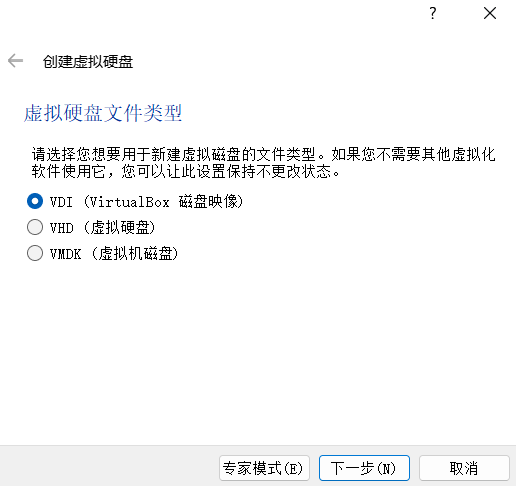 ?
创建虚拟硬盘
虚拟硬盘文件类型
请选择您想要用于新建虚拟磁盘的文件类型。如果您不需要其他虚拟化
软件使用它，您可以让此设置保持不更改状态。
VDI (VirtualBox 磁盘映像)
VHD (虚拟硬盘)
VMDK (虚拟机磁盘)
专家模式(E) 下一步(N) 取消